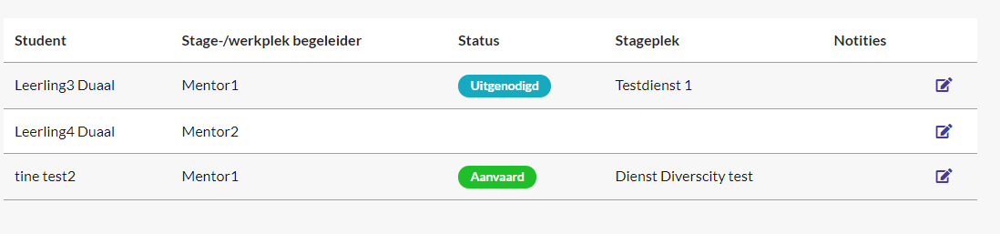 Student Stage-/werkplek begeleider Status Stageplek Notities
Leerling3 Duaal Mentor1 Uitgenodigd Testdienst 1
Leerling4 Duaal Mentor2
tine test2 Mentor1 Aanvaard Dienst Diverscity test